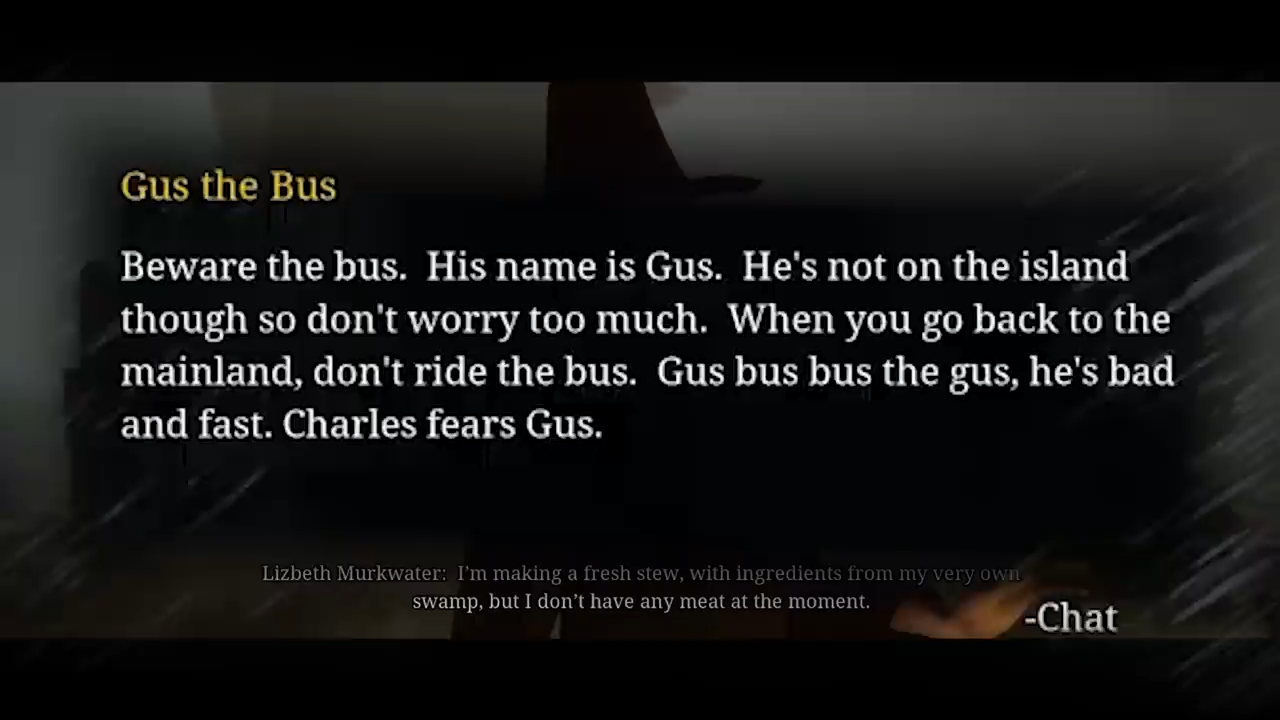 Gus the Bus
Beware the bus.  His name is Gus.  He's not on the island
though so don't worry too much.  When you go back to the
mainland, don't ride the bus.  Gus bus bus the gus, he's bad
and fast. Charles fears Gus.
Lizbeth Murkwater:  I'm making a fresh stew, with ingredients from my very own
swamp, but I don’t have any meat at the moment.
-Chat